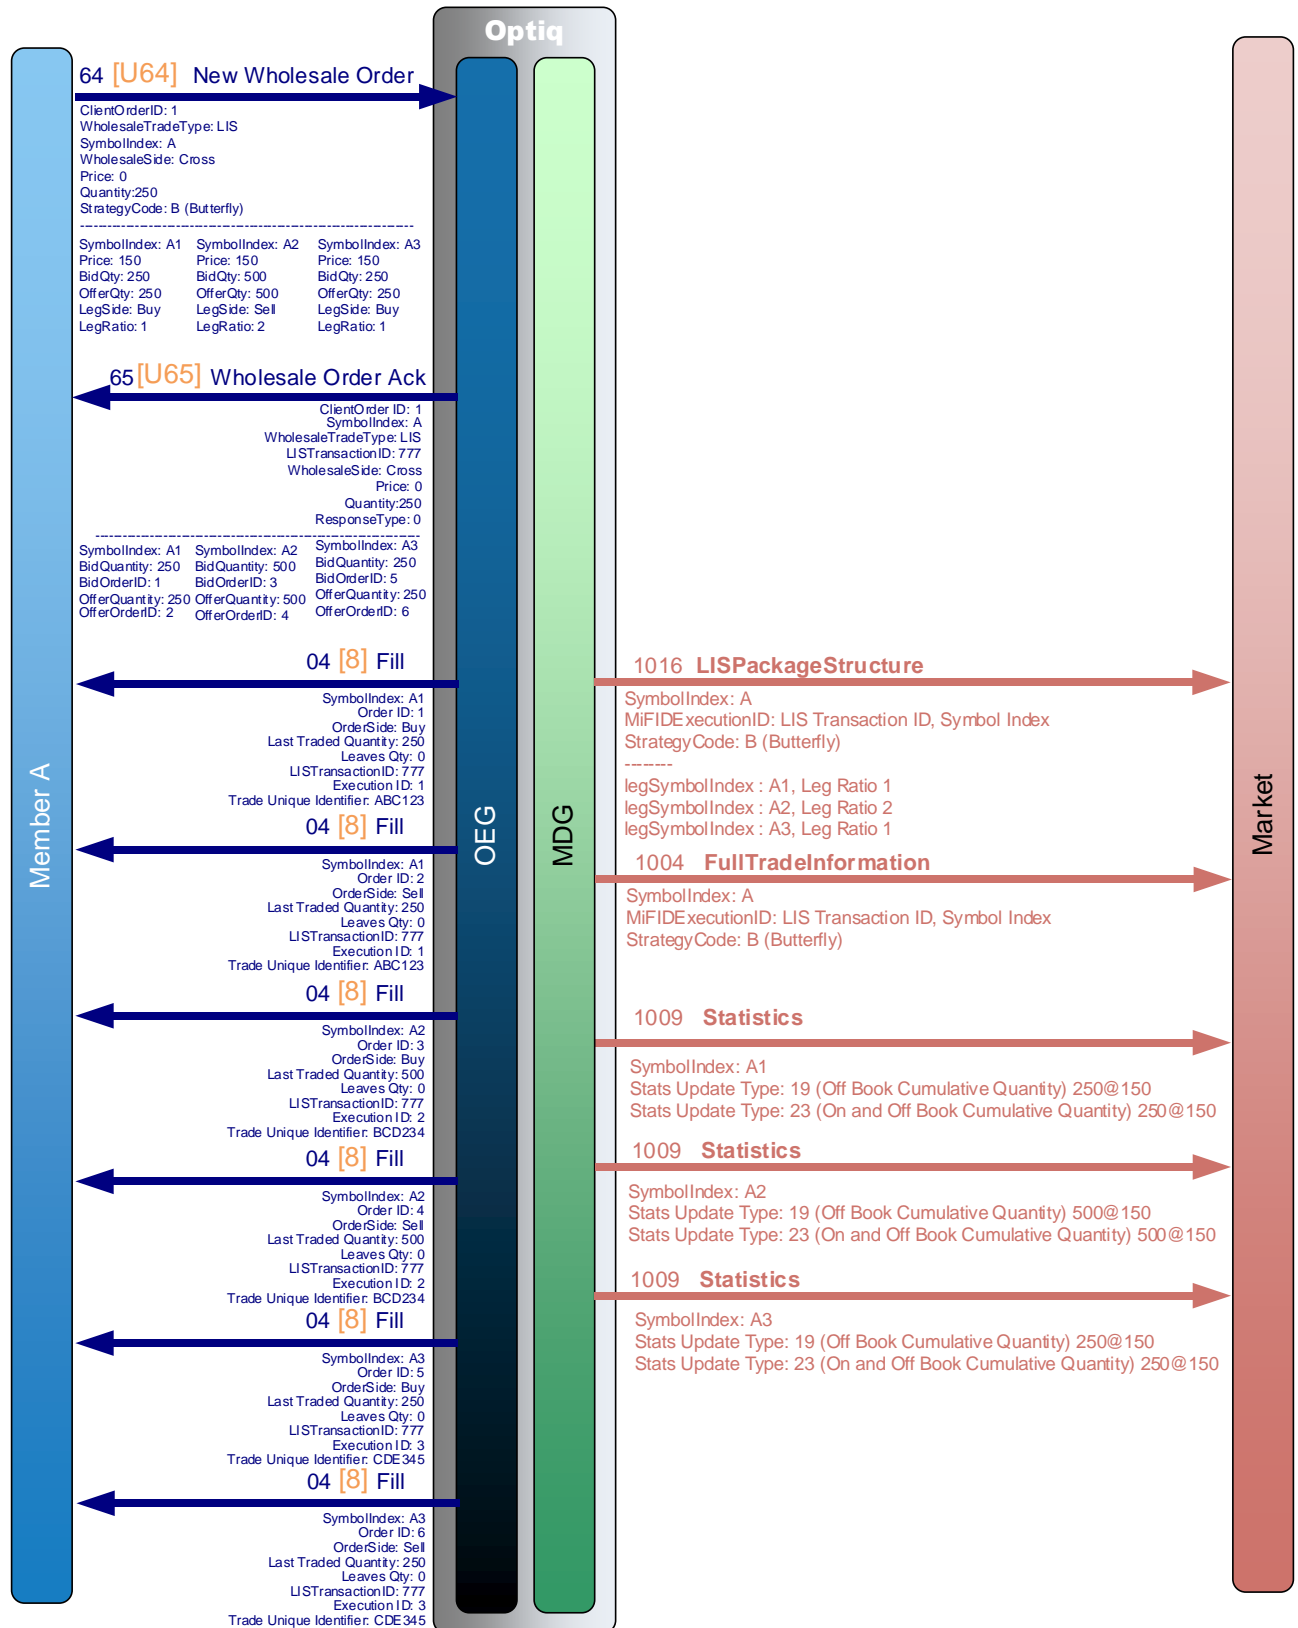 Optiq
64 [U64] New Wholesale Order
ClientOrderID: 1
WholesaleTradeType: LIS
SymbolIndex: A
WholesaleSide: Cross
Price: 0
Quantity:250
StrategyCode: B (Butterfly)
--------------------------------------------------------------------
SymbolIndex: A1 SymbolIndex: A2 SymbolIndex: A3
Price: 150 Price: 150 Price: 150
BidQty: 250 BidQty: 500 BidQty: 250
OfferQty: 250 OfferQty: 500 OfferQty: 250
LegSide: Buy LegSide: Sell LegSide: Buy
LegRatio: 1 LegRatio: 2 LegRatio: 1
65 [U65] Wholesale Order Ack
ClientOrder ID: 1
SymbolIndex: A
WholesaleTradeType: LIS
LISTransactionID: 777
WholesaleSide: Cross
Price: 0
Quantity:250
ResponseType: 0
--------------------------------------------------------------------
SymbolIndex: A1 SymbolIndex: A2 SymbolIndex: A3
BidQuantity: 250 BidQuantity: 500 BidQuantity: 250
BidOrderID: 1 BidOrderID: 3 BidOrderID: 5
OfferQuantity: 250 OfferQuantity: 500 OfferQuantity: 250
OfferOrderID: 2 OfferOrderID: 4 OfferOrderID: 6
04 [8] Fill
SymbolIndex: A1
Order ID: 1
OrderSide: Buy
Last Traded Quantity: 250
Leaves Qty: 0
LISTransactionID: 777
Execution ID: 1
Trade Unique Identifier: ABC123
04 [8] Fill
SymbolIndex: A1
Order ID: 2
OrderSide: Sell
Last Traded Quantity: 250
Leaves Qty: 0
LISTransactionID: 777
Execution ID: 1
Trade Unique Identifier: ABC123
04 [8] Fill
SymbolIndex: A2
Order ID: 3
OrderSide: Buy
Last Traded Quantity: 500
Leaves Qty: 0
LISTransactionID: 777
Execution ID: 2
Trade Unique Identifier: BCD234
04 [8] Fill
SymbolIndex: A2
Order ID: 4
OrderSide: Sell
Last Traded Quantity: 500
Leaves Qty: 0
LISTransactionID: 777
Execution ID: 2
Trade Unique Identifier: BCD234
04 [8] Fill
SymbolIndex: A3
Order ID: 5
OrderSide: Buy
Last Traded Quantity: 250
Leaves Qty: 0
LISTransactionID: 777
Execution ID: 3
Trade Unique Identifier: CDE345
04 [8] Fill
SymbolIndex: A3
Order ID: 6
OrderSide: Sell
Last Traded Quantity: 250
Leaves Qty: 0
LISTransactionID: 777
Execution ID: 3
Trade Unique Identifier: CDE345
Member A
OEG
MDG
1016 LISPackageStructure
SymbolIndex: A
MiFIDExecutionID: LIS Transaction ID, Symbol Index
StrategyCode: B (Butterfly)
--------
legSymbolIndex : A1, Leg Ratio 1
legSymbolIndex : A2, Leg Ratio 2
legSymbolIndex : A3, Leg Ratio 1
1004 FullTradeInformation
SymbolIndex: A
MiFIDExecutionID: LIS Transaction ID, Symbol Index
StrategyCode: B (Butterfly)
1009 Statistics
SymbolIndex: A1
Stats Update Type: 19 (Off Book Cumulative Quantity) 250@150
Stats Update Type: 23 (On and Off Book Cumulative Quantity) 250@150
1009 Statistics
SymbolIndex: A2
Stats Update Type: 19 (Off Book Cumulative Quantity) 500@150
Stats Update Type: 23 (On and Off Book Cumulative Quantity) 500@150
1009 Statistics
SymbolIndex: A3
Stats Update Type: 19 (Off Book Cumulative Quantity) 250@150
Stats Update Type: 23 (On and Off Book Cumulative Quantity) 250@150
Market